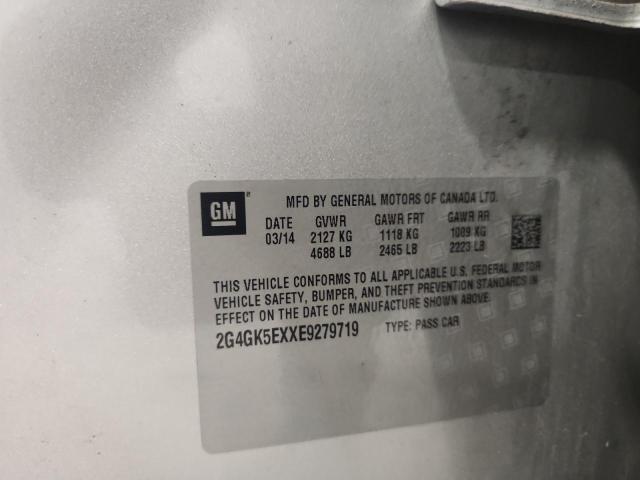 GM
MFD BY GENERAL MOTORS OF CANADA LTD.
DATE GVWR GAWR FRT GAWR RR
03/14 2127 KG 1118 KG 1009 KG
4688 LB 2465 LB 2223 LB
THIS VEHICLE CONFORMS TO ALL APPLICABLE U.S. FEDERAL MOTOR
VEHICLE SAFETY, BUMPER, AND THEFT PREVENTION STANDARDS IN
EFFECT ON THE DATE OF MANUFACTURE SHOWN ABOVE.
2G4GK5EXXE9279719 TYPE: PASS CAR